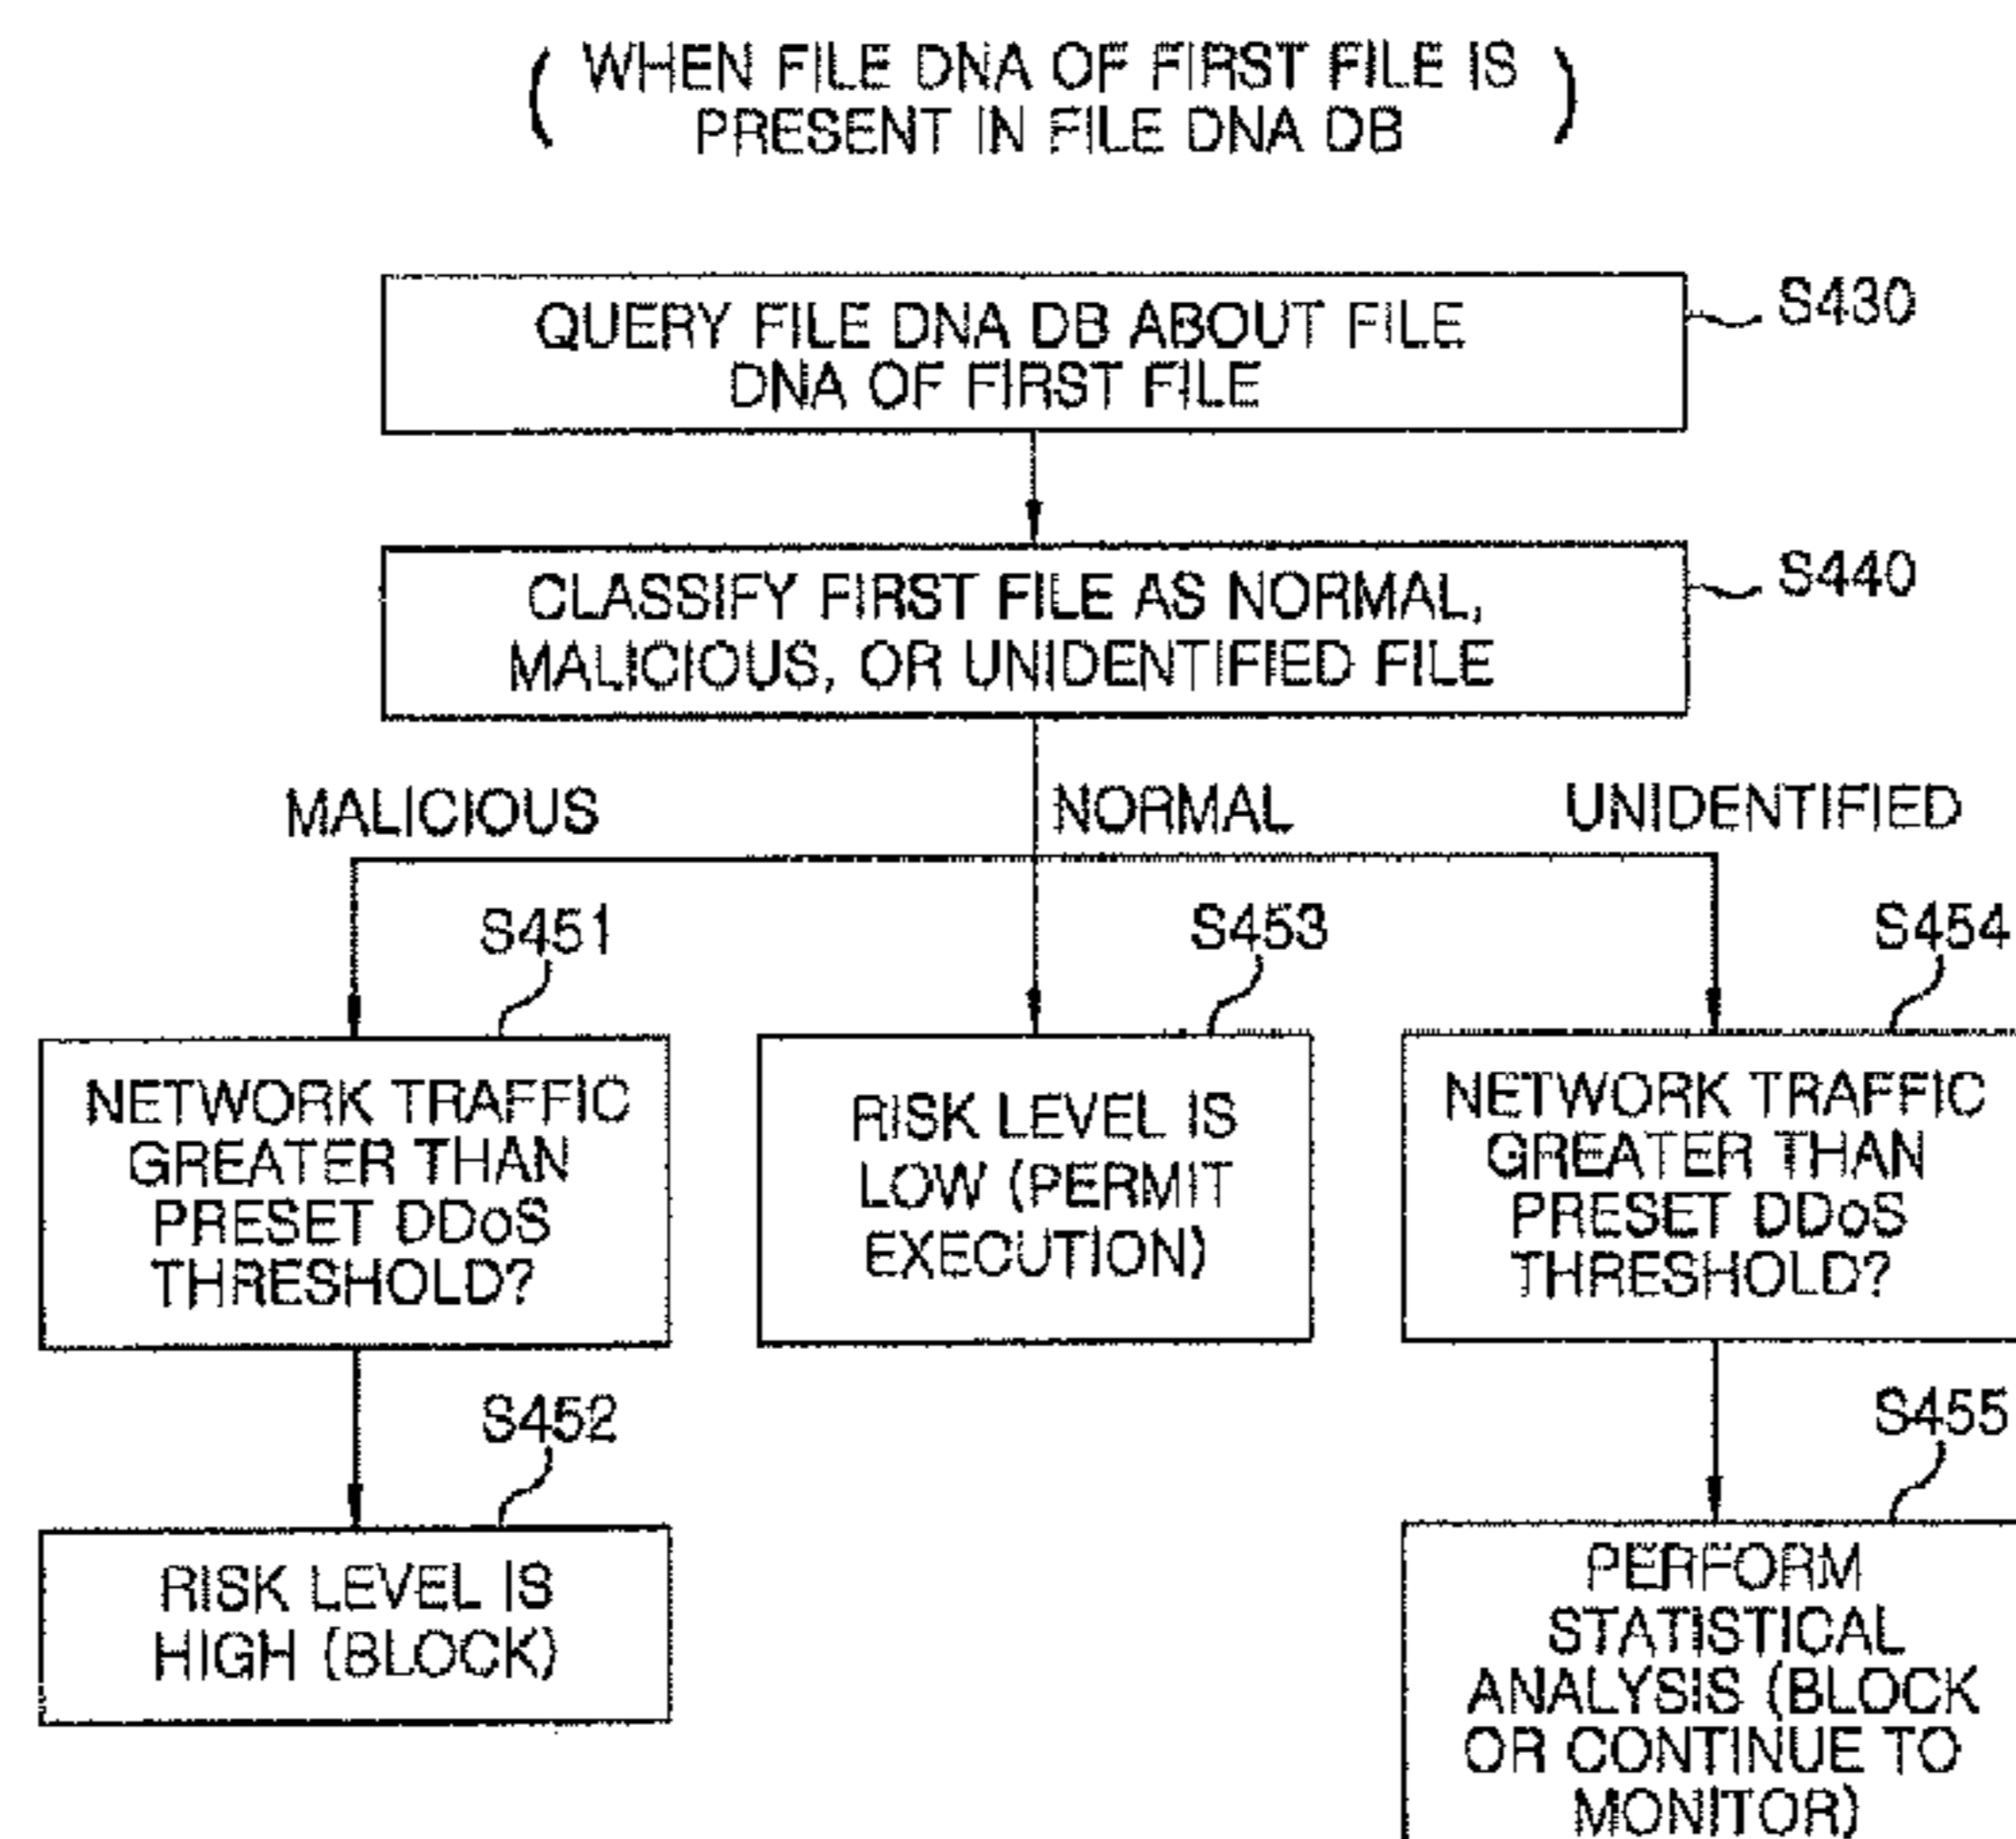 ( WHEN FILE DNA OF FIRST FILE IS
PRESENT IN FILE DNA DB )
QUERY FILE DNA DB ABOUT FILE
DNA OF FIRST FILE
S430
CLASSIFY FIRST FILE AS NORMAL,
MALICIOUS, OR UNIDENTIFIED FILE
S440
MALICIOUS
NORMAL
UNIDENTIFIED
S451
NETWORK TRAFFIC
GREATER THAN
PRESET DDoS
THRESHOLD?
S453
RISK LEVEL IS
LOW (PERMIT
EXECUTION)
S454
NETWORK TRAFFIC
GREATER THAN
PRESET DDoS
THRESHOLD?
S452
RISK LEVEL IS
HIGH (BLOCK)
S455
PERFORM
STATISTICAL
ANALYSIS (BLOCK
OR CONTINUE TO
MONITOR)